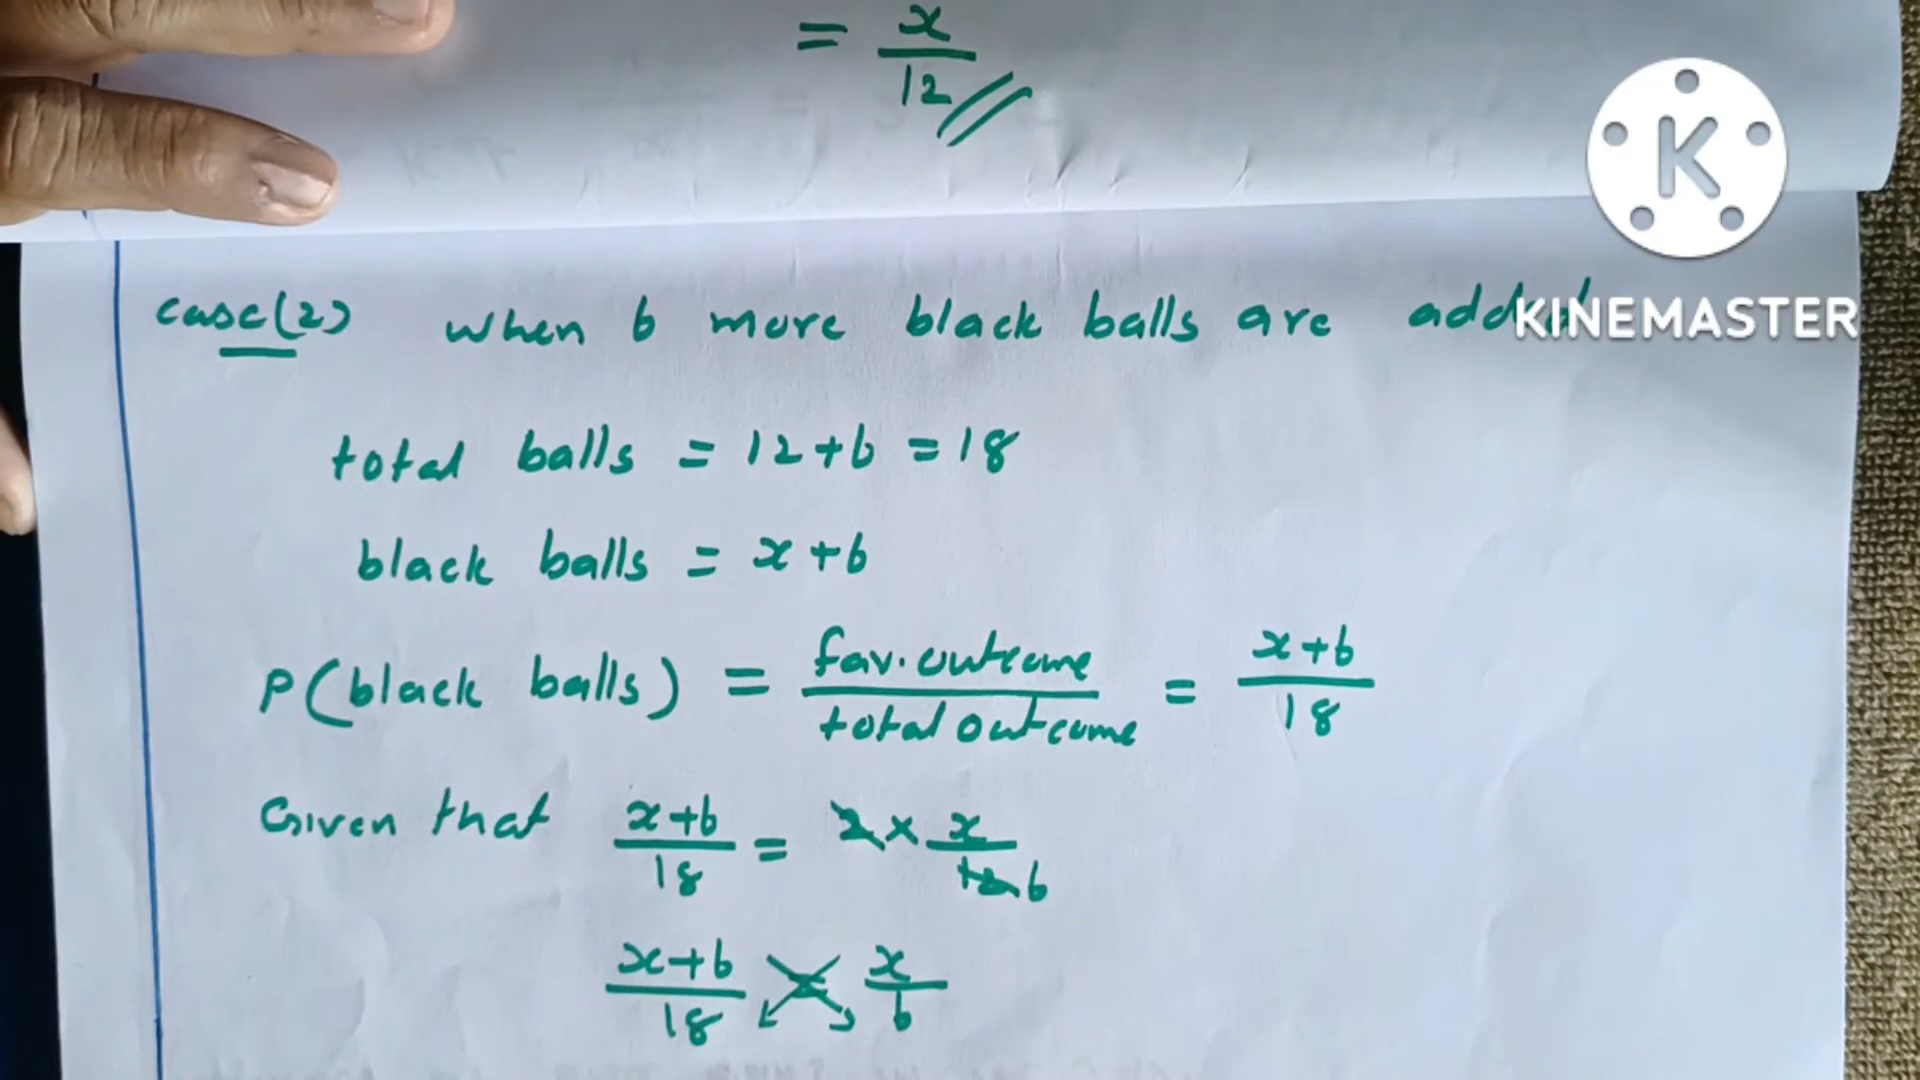 = x/12
case(2) when 6 more black balls are added
KINEMASTER
total balls = 12+6 = 18
black balls = x+6
P(black balls) = fav.outcome/total outcome = x+6/18
Given that x+6/18 = 2 × x/12 6
x+6/18 = x/6